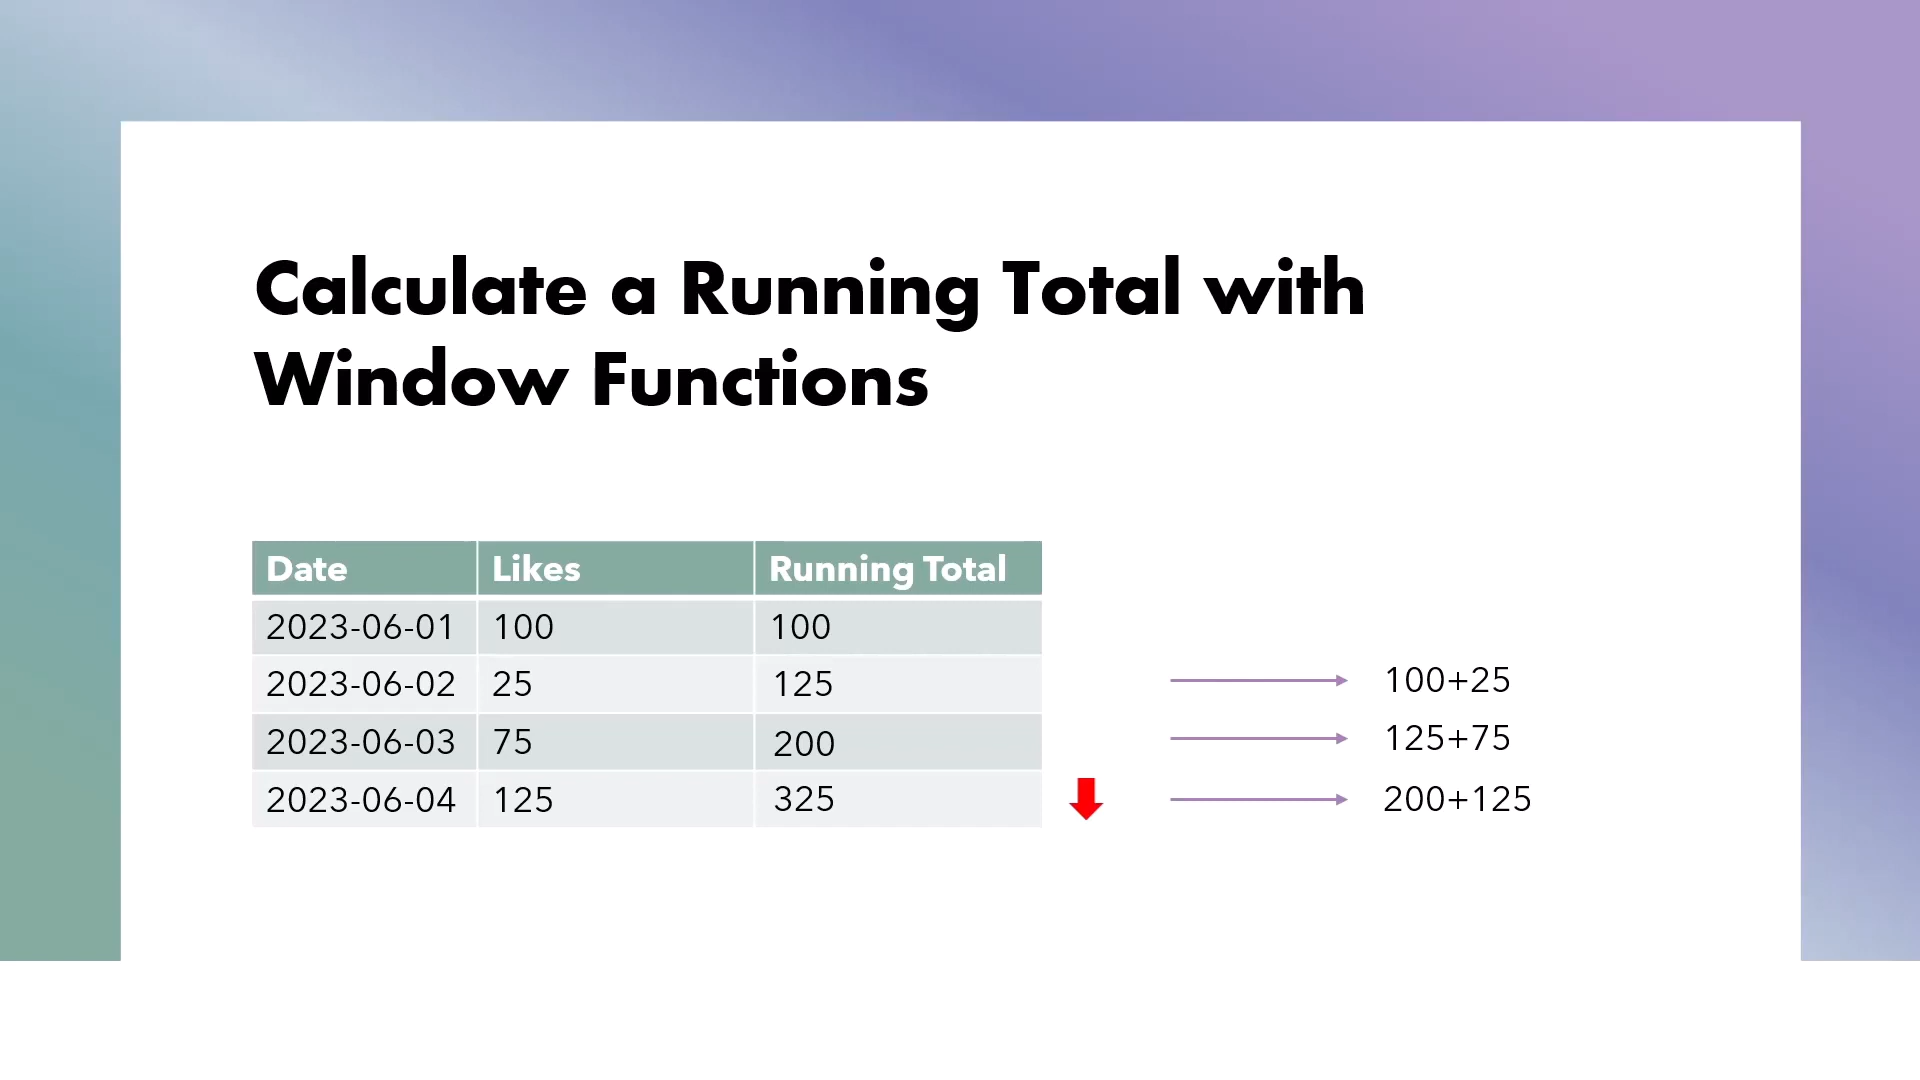 Calculate a Running Total with
Window Functions
Date Likes Running Total
2023-06-01 100 100
2023-06-02 25 125 100+25
2023-06-03 75 200 125+75
2023-06-04 125 325 200+125